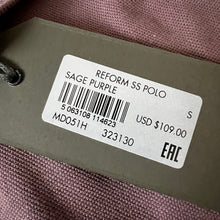 REFORM SS POLO
SAGE PURPLE S
5 063108 114623 USD $109.00
MD051H 323130 EAC